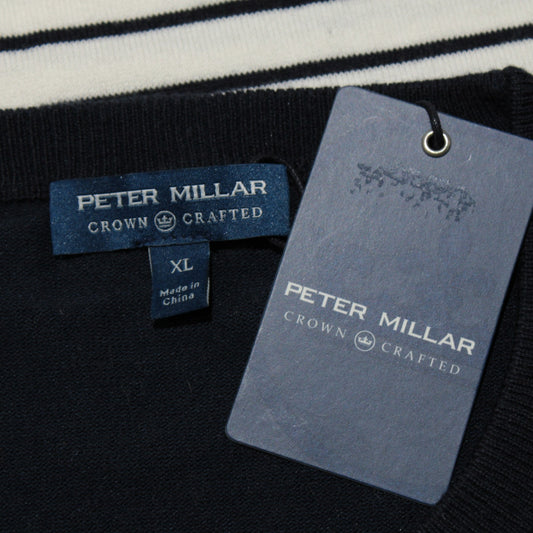 PETER MILLAR
CROWN CRAFTED
XL
Made in
China
PETER MILLAR
CROWN CRAFTED